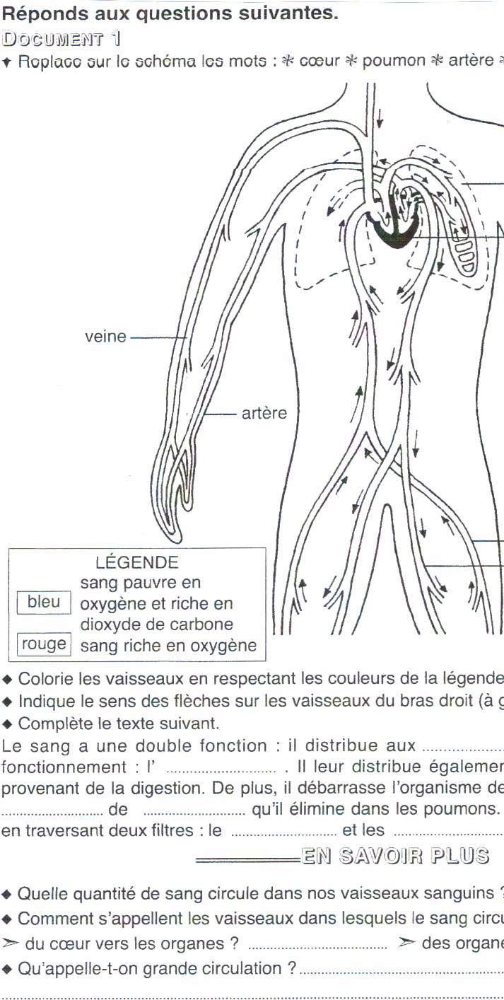 Réponds aux questions suivantes.
DOCUMENT 1
✦ Replace sur le schéma les mots : * cœur * poumon * artère *
veine
artère
LÉGENDE
sang pauvre en
bleu oxygène et riche en
dioxyde de carbone
rouge sang riche en oxygène
◆ Colorie les vaisseaux en respectant les couleurs de la légende
◆ Indique le sens des flèches sur les vaisseaux du bras droit (à g
◆ Complète le texte suivant.
Le sang a une double fonction : il distribue aux ....................
fonctionnement : l' ............................ . Il leur distribue égalemen
provenant de la digestion. De plus, il débarrasse l'organisme de
.......................... de .......................... qu'il élimine dans les poumons.
en traversant deux filtres : le ........................... et les ............................
EN SAVOIR PLUS
◆ Quelle quantité de sang circule dans nos vaisseaux sanguins ?
◆ Comment s'appellent les vaisseaux dans lesquels le sang circu
➢ du cœur vers les organes ? ................................... ➢ des organe
◆ Qu'appelle-t-on grande circulation ? ....................................................